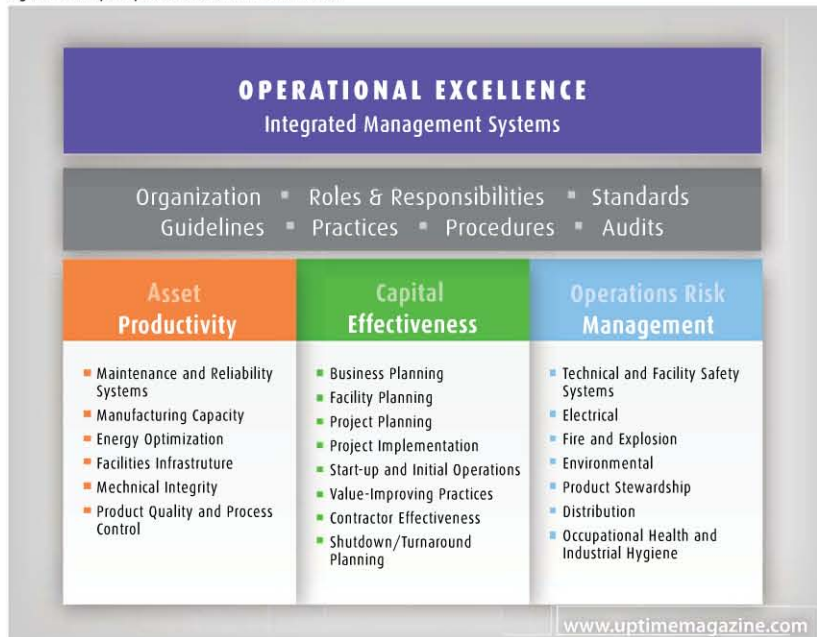 OPERATIONAL EXCELLENCE
Integrated Management Systems
Organization ▪ Roles & Responsibilities ▪ Standards
Guidelines ▪ Practices ▪ Procedures ▪ Audits
Asset
Productivity
▪ Maintenance and Reliability
Systems
▪ Manufacturing Capacity
▪ Energy Optimization
▪ Facilities Infrastruture
▪ Mechnical Integrity
▪ Product Quality and Process
Control
Capital
Effectiveness
▪ Business Planning
▪ Facility Planning
▪ Project Planning
▪ Project Implementation
▪ Start-up and Initial Operations
▪ Value-Improving Practices
▪ Contractor Effectiveness
▪ Shutdown/Turnaround
Planning
Operations Risk
Management
▪ Technical and Facility Safety
Systems
▪ Electrical
▪ Fire and Explosion
▪ Environmental
▪ Product Stewardship
▪ Distribution
▪ Occupational Health and
Industrial Hygiene
www.uptimemagazine.com